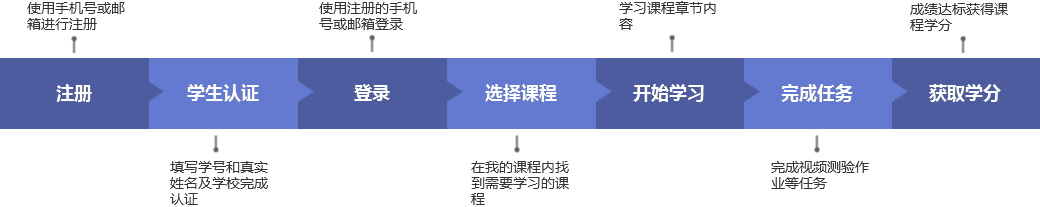 使用手机号或邮
箱进行注册
使用注册的手机
号或邮箱登录
学习课程章节内
容
成绩达标获得课
程学分
注册
学生认证
登录
选择课程
开始学习
完成任务
获取学分
填写学号和真实
姓名及学校完成
认证
在我的课程内找
到需要学习的课
程
完成视频测验作
业等任务